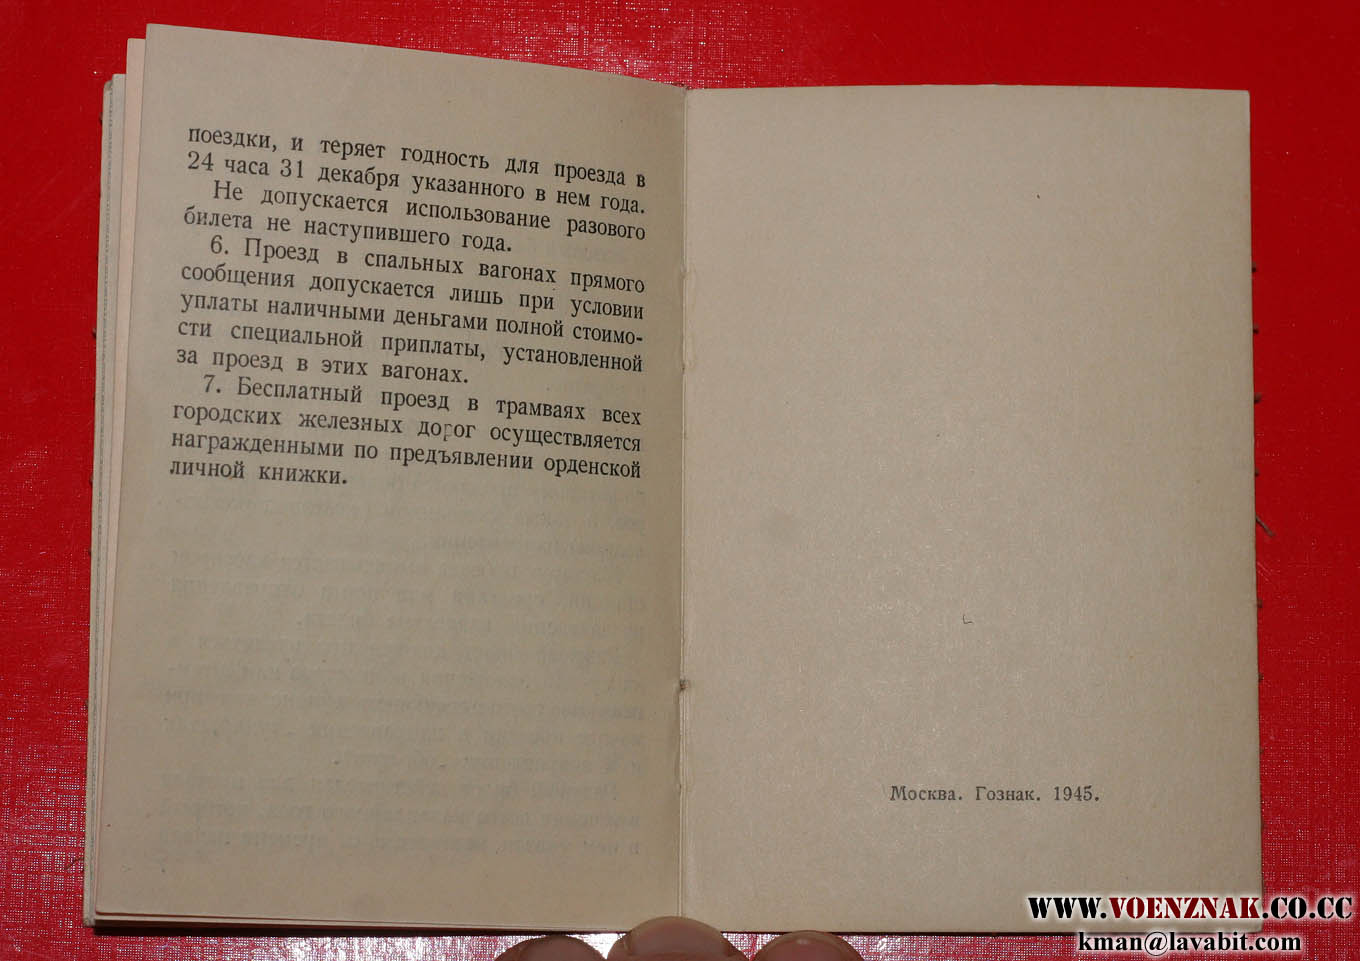 поездки, и теряет годность для проезда в
24 часа 31 декабря указанного в нем года.
Не допускается использование разового
билета не наступившего года.
6. Проезд в спальных вагонах прямого
сообщения допускается лишь при условии
уплаты наличными деньгами полной стоимо-
сти специальной приплаты, установленной
за проезд в этих вагонах.
7. Бесплатный проезд в трамваях всех
городских железных дорог осуществляется
награжденными по предъявлении орденской
личной книжки.
Москва. Гознак. 1945.
WWW.VOENZNAK.CO.CC
kman@lavabit.com